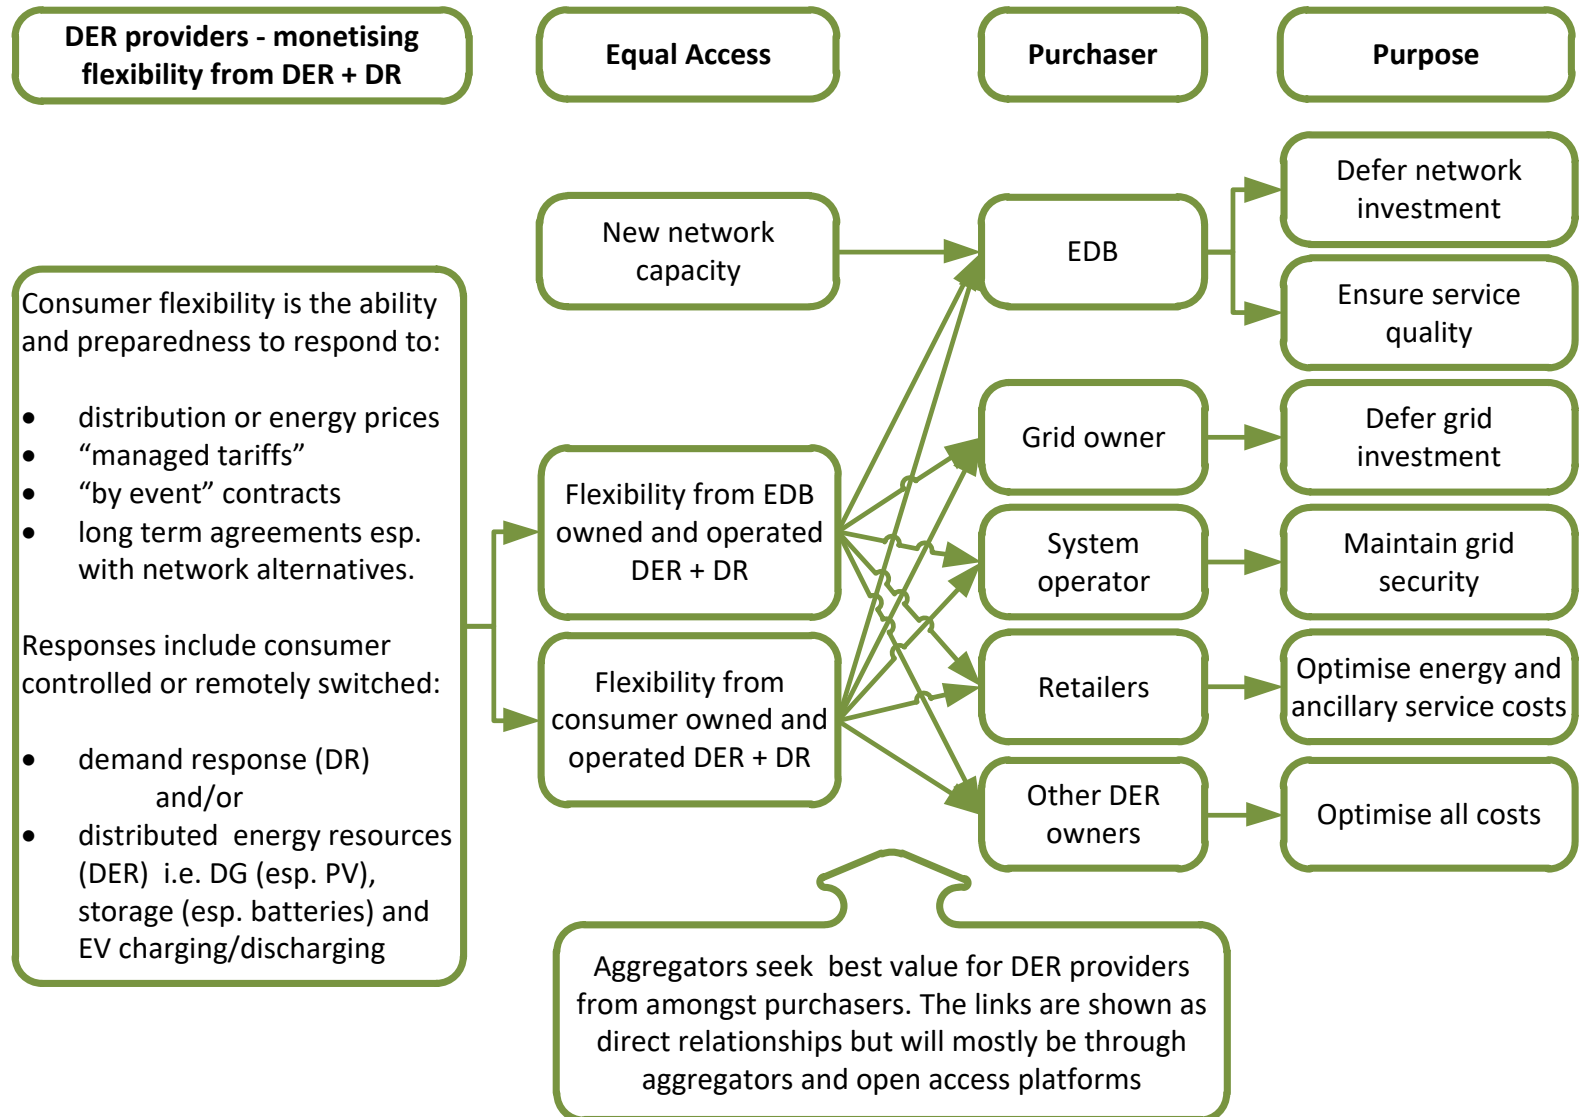 DER providers - monetising
flexibility from DER + DR
Equal Access
Purchaser
Purpose
Consumer flexibility is the ability
and preparedness to respond to:
• distribution or energy prices
• “managed tariffs”
• “by event” contracts
• long term agreements esp.
with network alternatives.
Responses include consumer
controlled or remotely switched:
• demand response (DR)
and/or
• distributed energy resources
(DER) i.e. DG (esp. PV),
storage (esp. batteries) and
EV charging/discharging
New network
capacity
Flexibility from EDB
owned and operated
DER + DR
Flexibility from
consumer owned and
operated DER + DR
EDB
Grid owner
System
operator
Retailers
Other DER
owners
Defer network
investment
Ensure service
quality
Defer grid
investment
Maintain grid
security
Optimise energy and
ancillary service costs
Optimise all costs
Aggregators seek best value for DER providers
from amongst purchasers. The links are shown as
direct relationships but will mostly be through
aggregators and open access platforms